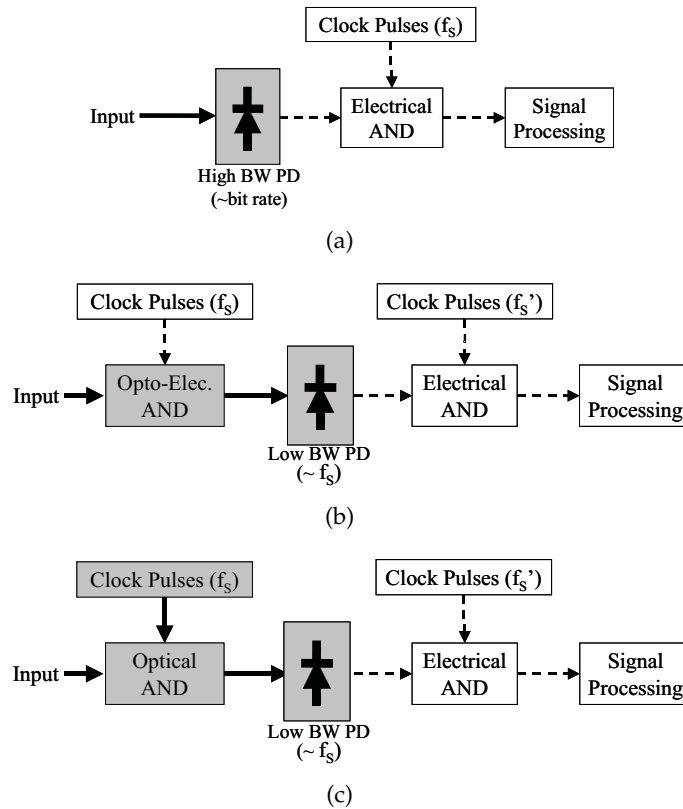 Clock Pulses (fS)
Input
Electrical
AND
Signal
Processing
High BW PD
(~bit rate)
(a)
Clock Pulses (fS)
Clock Pulses (fS')
Input
Opto-Elec.
AND
Electrical
AND
Signal
Processing
Low BW PD
(~ fS)
(b)
Clock Pulses (fS)
Clock Pulses (fS')
Input
Optical
AND
Electrical
AND
Signal
Processing
Low BW PD
(~ fS)
(c)